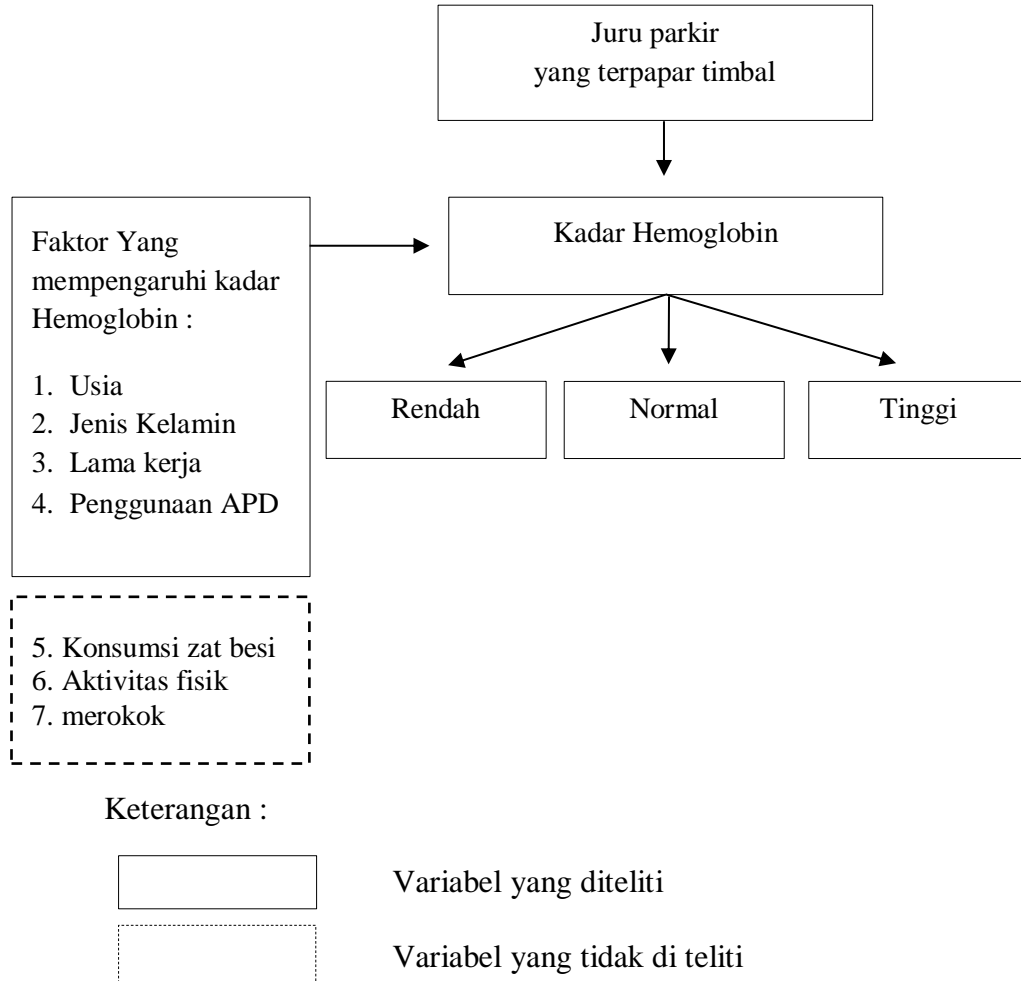 Juru parkir
yang terpapar timbal
Kadar Hemoglobin
Faktor Yang
mempengaruhi kadar
Hemoglobin :
1. Usia
2. Jenis Kelamin
3. Lama kerja
4. Penggunaan APD
Rendah
Normal
Tinggi
5. Konsumsi zat besi
6. Aktivitas fisik
7. merokok
Keterangan :
Variabel yang diteliti
Variabel yang tidak di teliti